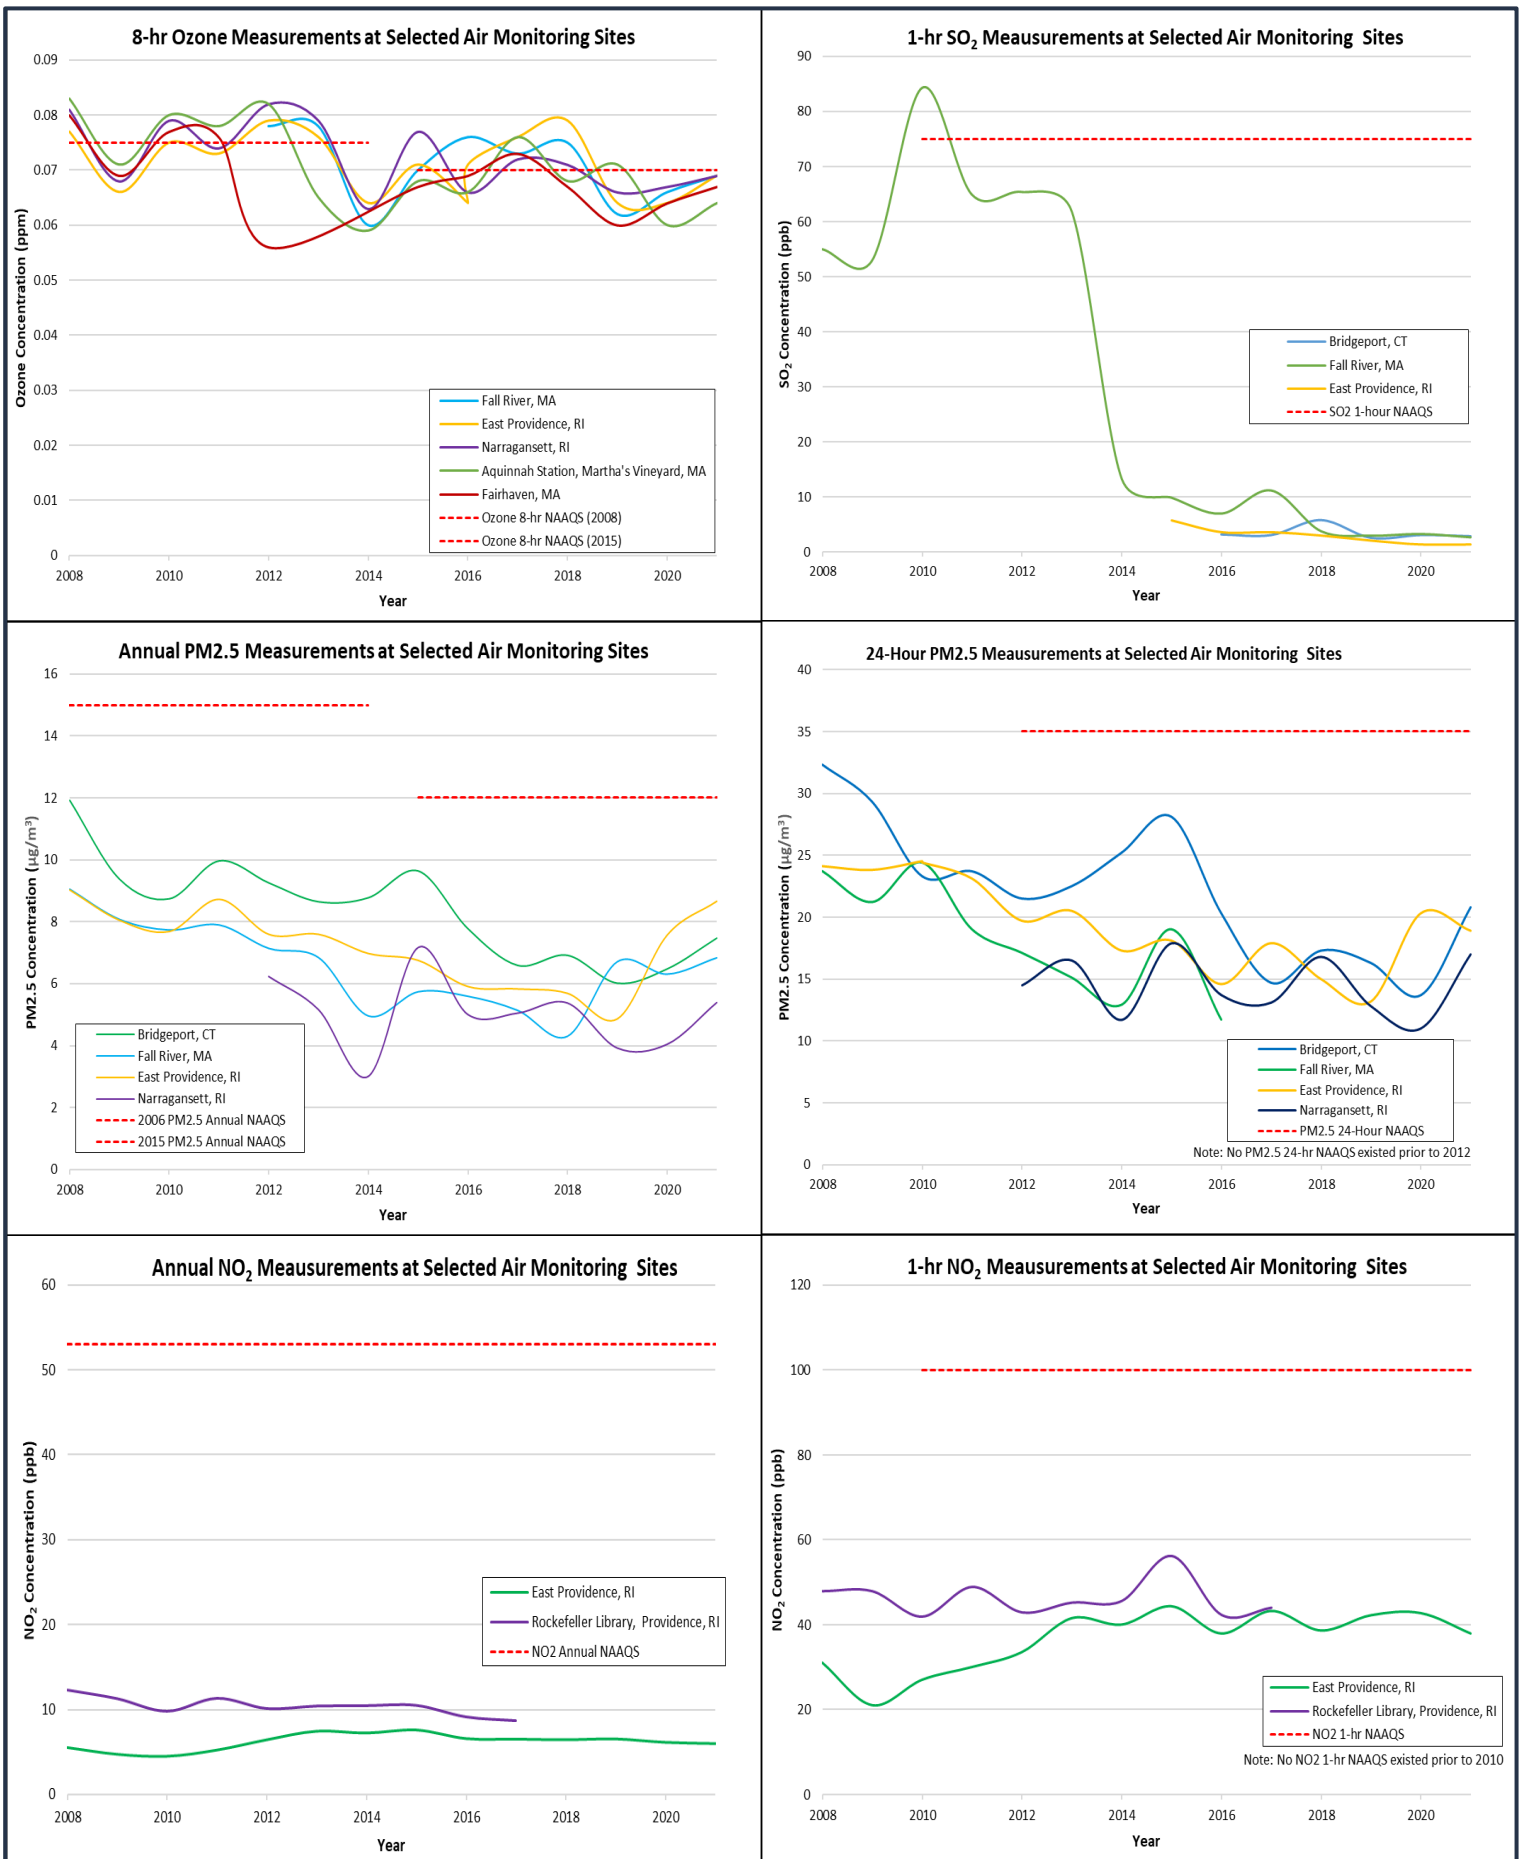 8-hr Ozone Measurements at Selected Air Monitoring Sites
0.09
0.08
0.07
0.06
0.05
0.04
0.03
0.02
0.01
0
Ozone Concentration (ppm)
2008 2010 2012 2014 2016 2018 2020
Year
Fall River, MA
East Providence, RI
Narragansett, RI
Aquinnah Station, Martha's Vineyard, MA
Fairhaven, MA
Ozone 8-hr NAAQS (2008)
Ozone 8-hr NAAQS (2015)
1-hr SO₂ Meausurements at Selected Air Monitoring Sites
90
80
70
60
50
40
30
20
10
0
SO₂ Concentration (ppb)
2008 2010 2012 2014 2016 2018 2020
Year
Bridgeport, CT
Fall River, MA
East Providence, RI
SO2 1-hour NAAQS
Annual PM2.5 Measurements at Selected Air Monitoring Sites
16
14
12
10
8
6
4
2
0
PM2.5 Concentration (µg/m³)
2008 2010 2012 2014 2016 2018 2020
Year
Bridgeport, CT
Fall River, MA
East Providence, RI
Narragansett, RI
2006 PM2.5 Annual NAAQS
2015 PM2.5 Annual NAAQS
24-Hour PM2.5 Meausurements at Selected Air Monitoring Sites
40
35
30
25
20
15
10
5
0
PM2.5 Concentration (µg/m³)
2008 2010 2012 2014 2016 2018 2020
Year
Bridgeport, CT
Fall River, MA
East Providence, RI
Narragansett, RI
PM2.5 24-Hour NAAQS
Note: No PM2.5 24-hr NAAQS existed prior to 2012
Annual NO₂ Meausurements at Selected Air Monitoring Sites
60
50
40
30
20
10
0
NO₂ Concentration (ppb)
2008 2010 2012 2014 2016 2018 2020
Year
East Providence, RI
Rockefeller Library, Providence, RI
NO2 Annual NAAQS
1-hr NO₂ Meausurements at Selected Air Monitoring Sites
120
100
80
60
40
20
0
NO₂ Concentration (ppb)
2008 2010 2012 2014 2016 2018 2020
Year
East Providence, RI
Rockefeller Library, Providence, RI
NO2 1-hr NAAQS
Note: No NO2 1-hr NAAQS existed prior to 2010